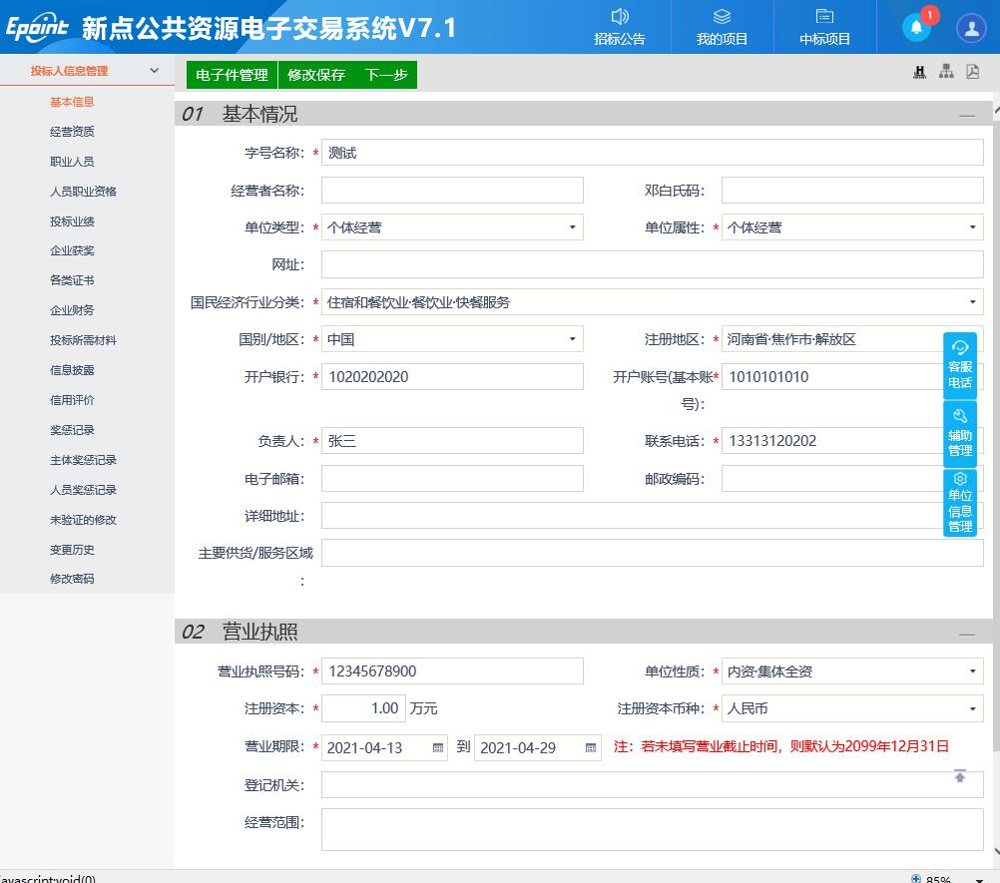 Epoint 新点公共资源电子交易系统V7.1
招标公告 我的项目 中标项目 1
投标人信息管理
基本信息
经营资质
职业人员
人员职业资格
投标业绩
企业获奖
各类证书
企业财务
投标所需材料
信息披露
信用评价
奖惩记录
主体奖惩记录
人员奖惩记录
未验证的修改
变更历史
修改密码
电子件管理 修改保存 下一步
H
01 基本情况
字号名称： * 测试
经营者名称： 邓白氏码：
单位类型： * 个体经营 单位属性： * 个体经营
网址：
国民经济行业分类： * 住宿和餐饮业·餐饮业·快餐服务
国别/地区： * 中国 注册地区： * 河南省·焦作市·解放区
开户银行： * 1020202020 开户账号(基本账* 1010101010
号)：
负责人： * 张三 联系电话： * 13313120202
电子邮箱： 邮政编码：
详细地址：
主要供货/服务区域
：
客服
电话
辅助
管理
单位
信息
管理
02 营业执照
营业执照号码： * 12345678900 单位性质： * 内资·集体全资
注册资本： * 1.00 万元 注册资本币种： * 人民币
营业期限： * 2021-04-13 到 2021-04-29 注：若未填写营业截止时间，则默认为2099年12月31日
登记机关：
经营范围：
javascript:void(0) 85%